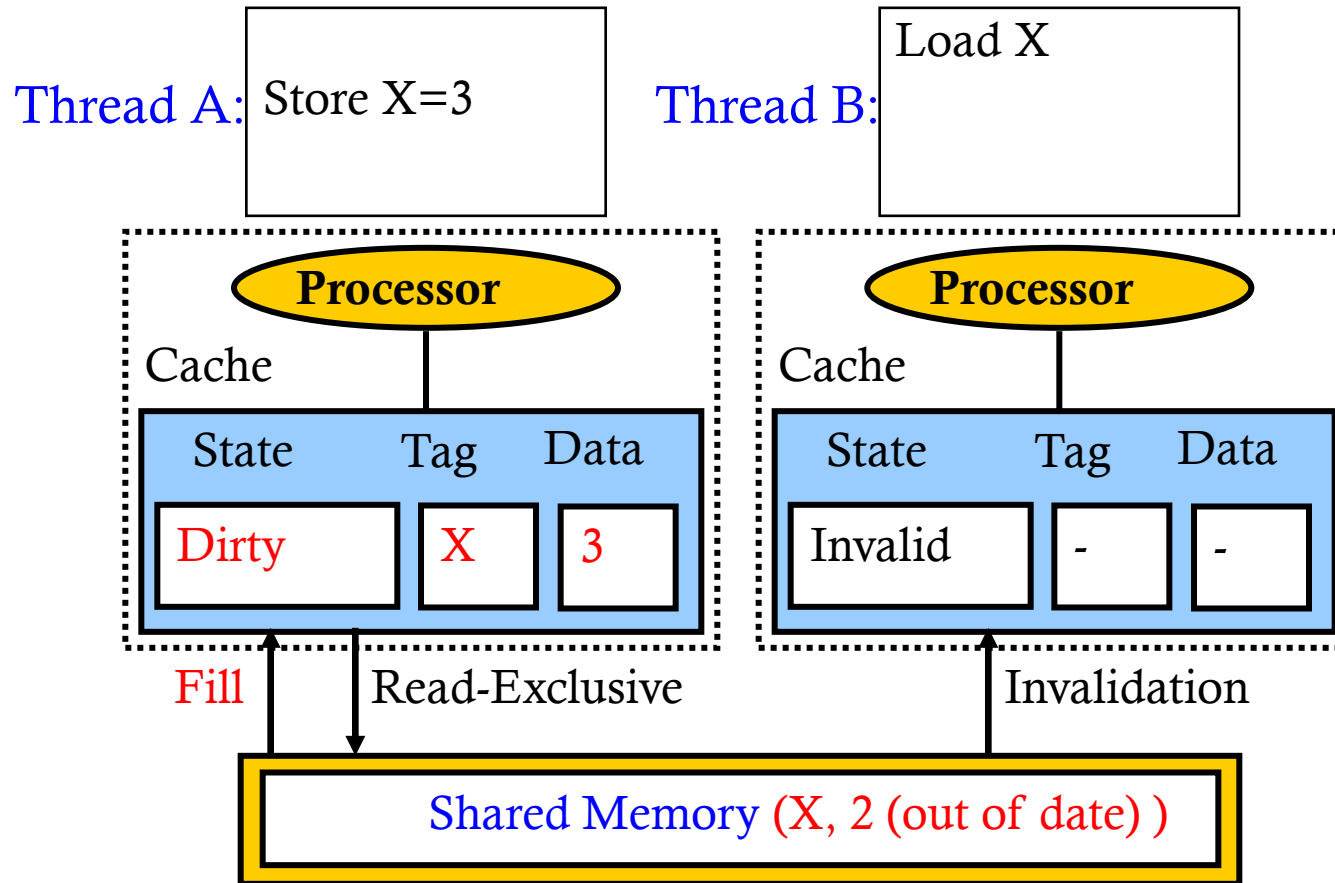 Thread A:
Store X=3
Thread B:
Load X
Processor
Cache
State Tag Data
Dirty X 3
Processor
Cache
State Tag Data
Invalid - -
Fill
Read-Exclusive
Invalidation
Shared Memory (X, 2 (out of date) )